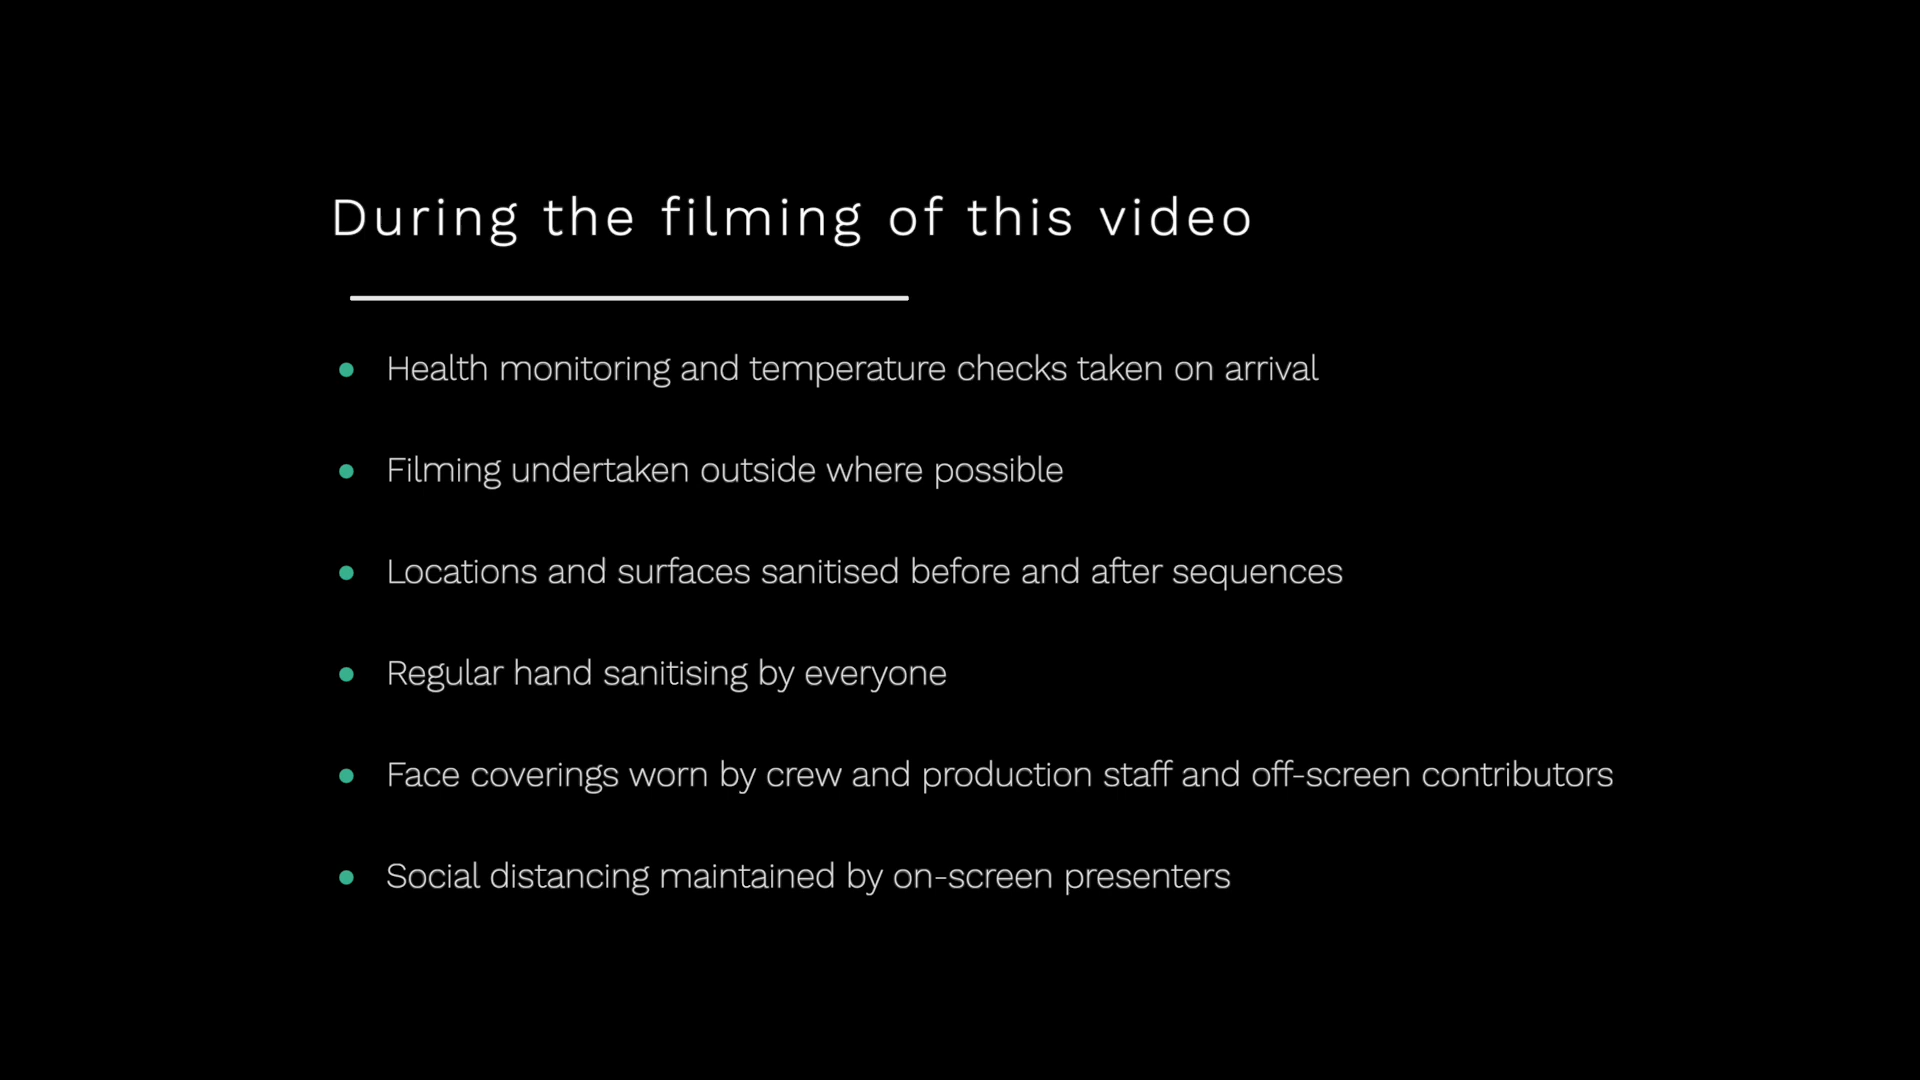 During the filming of this video
Health monitoring and temperature checks taken on arrival
Filming undertaken outside where possible
Locations and surfaces sanitised before and after sequences
Regular hand sanitising by everyone
Face coverings worn by crew and production staff and off-screen contributors
Social distancing maintained by on-screen presenters